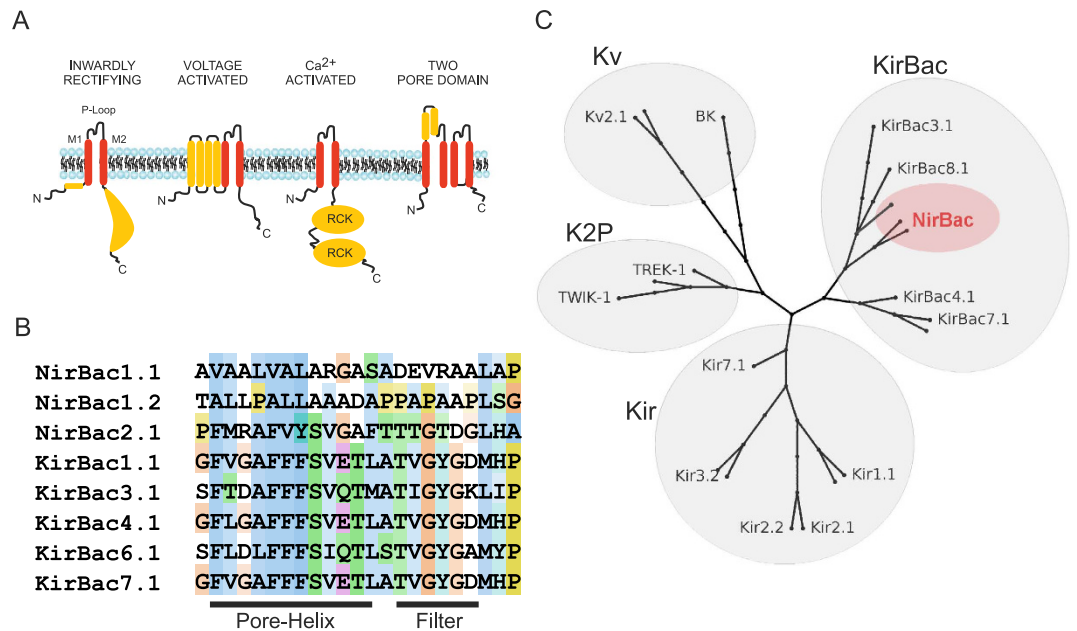 A
INWARDLY
RECTIFYING
VOLTAGE
ACTIVATED
Ca2+
ACTIVATED
TWO
PORE DOMAIN
P-Loop
M1
M2
N
C
N
C
N
RCK
RCK
C
N
C
B
NirBac1.1 AVAALVALARGASADEVRAALAP
NirBac1.2 TALLPALLAAADAPPAPAAPLSG
NirBac2.1 PFMRAFVYSVGAFTTTGTDGLHA
KirBac1.1 GFVGAFFFSVETLATVGYGDMHP
KirBac3.1 SFTDAFFFSVQTMATIGYGKLIP
KirBac4.1 GFLGAFFFSVETLATVGYGDMHP
KirBac6.1 SFLDLFFFSIQTLSTVGYGAMYP
KirBac7.1 GFVGAFFFSVETLATVGYGDMHP
Pore-Helix Filter
C
Kv
Kv2.1
BK
KirBac
KirBac3.1
KirBac8.1
NirBac
KirBac4.1
KirBac7.1
K2P
TREK-1
TWIK-1
Kir
Kir7.1
Kir3.2
Kir1.1
Kir2.2
Kir2.1